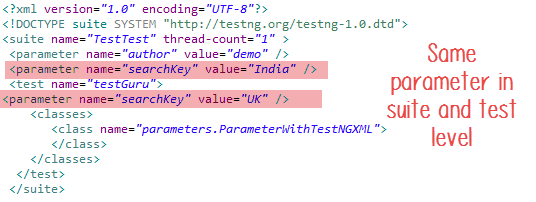 <?xml version="1.0" encoding="UTF-8"?>
<!DOCTYPE suite SYSTEM "http://testng.org/testng-1.0.dtd">
<suite name="TestTest" thread-count="1" >
<parameter name="author" value="demo" />
<parameter name="searchKey" value="India" />
<test name="testGuru">
<parameter name="searchKey" value="UK" />
<classes>
<class name="parameters.ParameterWithTestNGXML">
</class>
</classes>
</test>
</suite>
Same
parameter in
suite and test
level